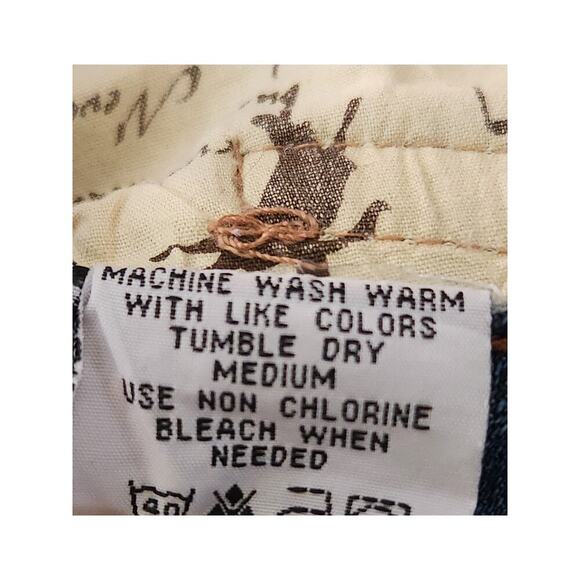 MACHINE WASH WARM
WITH LIKE COLORS
TUMBLE DRY
MEDIUM
USE NON CHLORINE
BLEACH WHEN
NEEDED